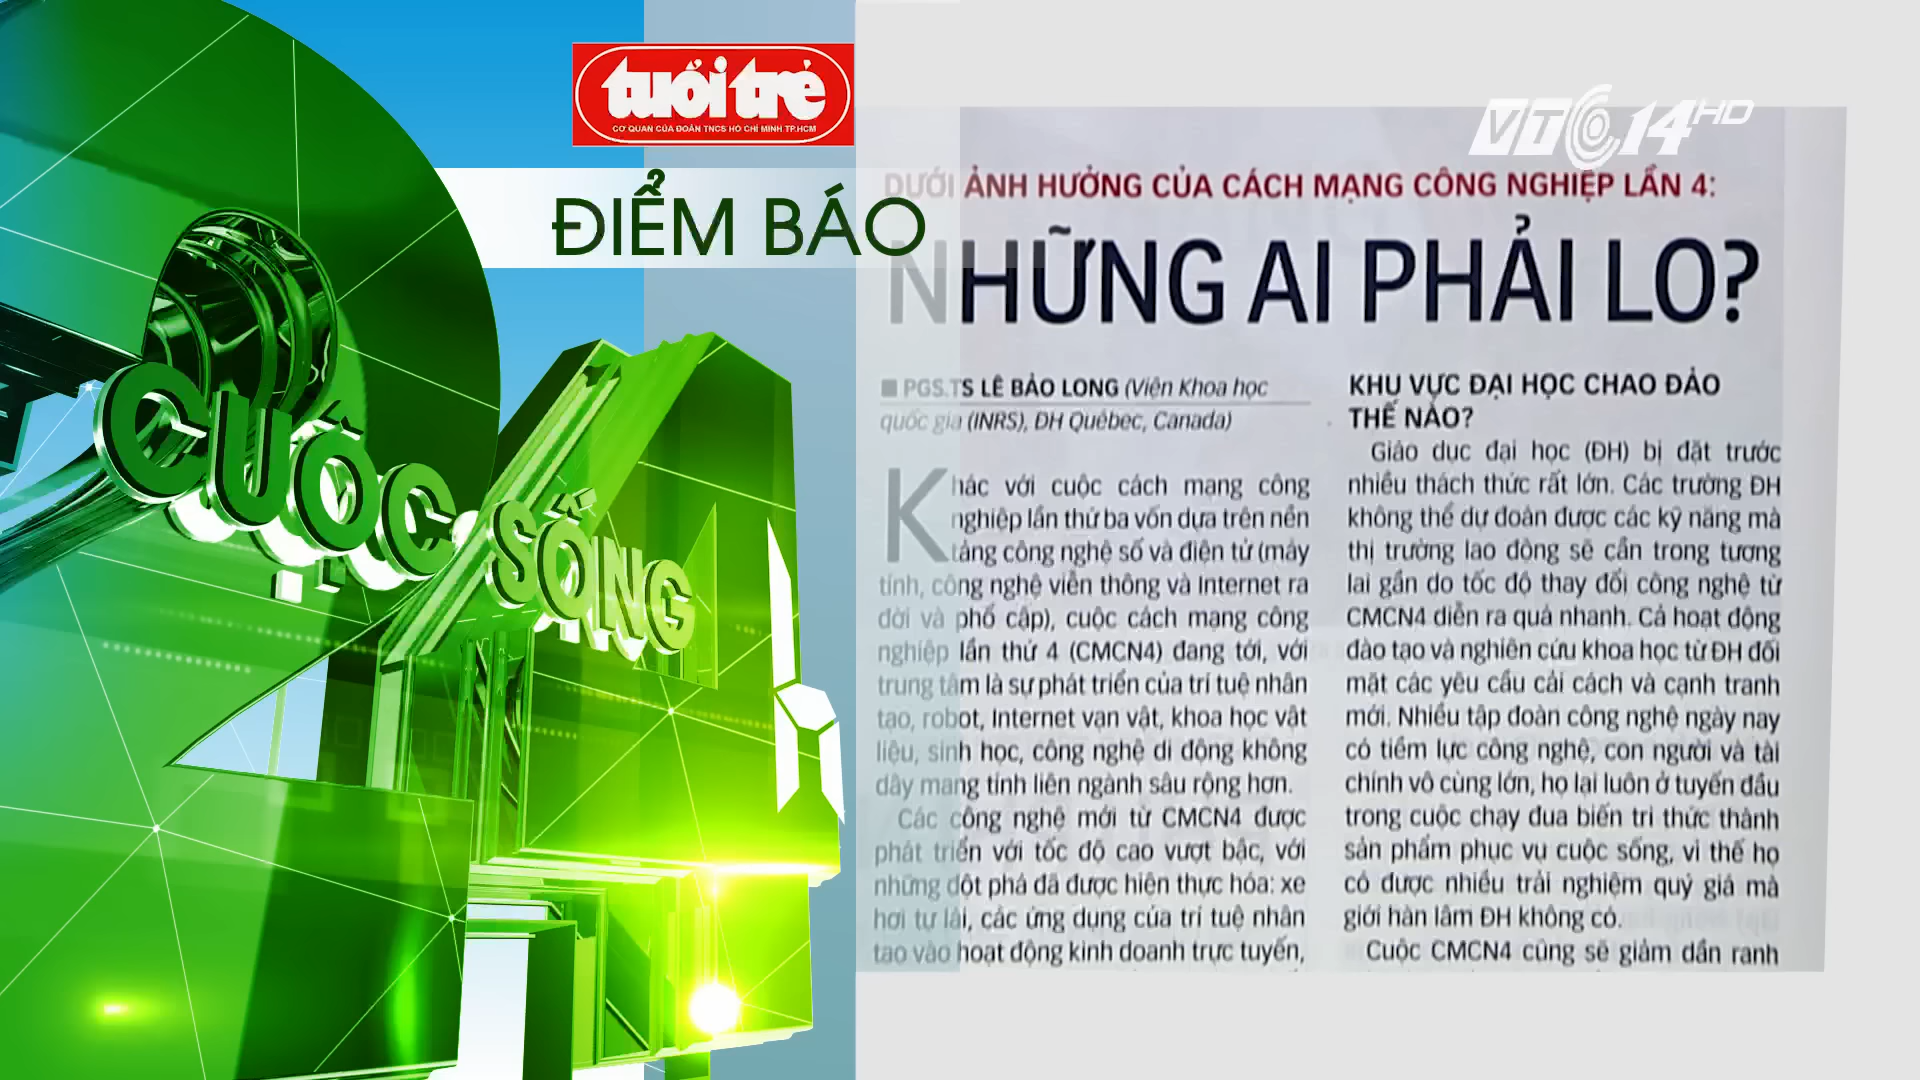 tuổi trẻ
CƠ QUAN CỦA ĐOÀN TNCS HỒ CHÍ MINH TP.HCM
ĐIỂM BÁO
CUỘC SỐNG
24h
VTC14 HD
DƯỚI ẢNH HƯỞNG CỦA CÁCH MẠNG CÔNG NGHIỆP LẦN 4:
NHỮNG AI PHẢI LO?
PGS.TS LÊ BẢO LONG (Viện Khoa học
quốc gia (INRS), ĐH Québec, Canada)
Khác với cuộc cách mạng công
nghiệp lần thứ ba vốn dựa trên nền
tảng công nghệ số và điện tử (máy
tính, công nghệ viễn thông và Internet ra
đời và phổ cập), cuộc cách mạng công
nghiệp lần thứ 4 (CMCN4) đang tới, với
trung tâm là sự phát triển của trí tuệ nhân
tạo, robot, Internet vạn vật, khoa học vật
liệu, sinh học, công nghệ di động không
dây mang tính liên ngành sâu rộng hơn.
Các công nghệ mới từ CMCN4 được
phát triển với tốc độ cao vượt bậc, với
những đột phá đã được hiện thực hóa: xe
hơi tự lái, các ứng dụng của trí tuệ nhân
tạo vào hoạt động kinh doanh trực tuyến,
KHU VỰC ĐẠI HỌC CHAO ĐẢO
THẾ NÀO?
Giáo dục đại học (ĐH) bị đặt trước
nhiều thách thức rất lớn. Các trường ĐH
không thể dự đoán được các kỹ năng mà
thị trường lao động sẽ cần trong tương
lai gần do tốc độ thay đổi công nghệ từ
CMCN4 diễn ra quá nhanh. Cả hoạt động
đào tạo và nghiên cứu khoa học từ ĐH đối
mặt các yêu cầu cải cách và cạnh tranh
mới. Nhiều tập đoàn công nghệ ngày nay
có tiềm lực công nghệ, con người và tài
chính vô cùng lớn, họ lại luôn ở tuyến đầu
trong cuộc chạy đua biến tri thức thành
sản phẩm phục vụ cuộc sống, vì thế họ
có được nhiều trải nghiệm quý giá mà
giới hàn lâm ĐH không có.
Cuộc CMCN4 cũng sẽ giảm dần ranh